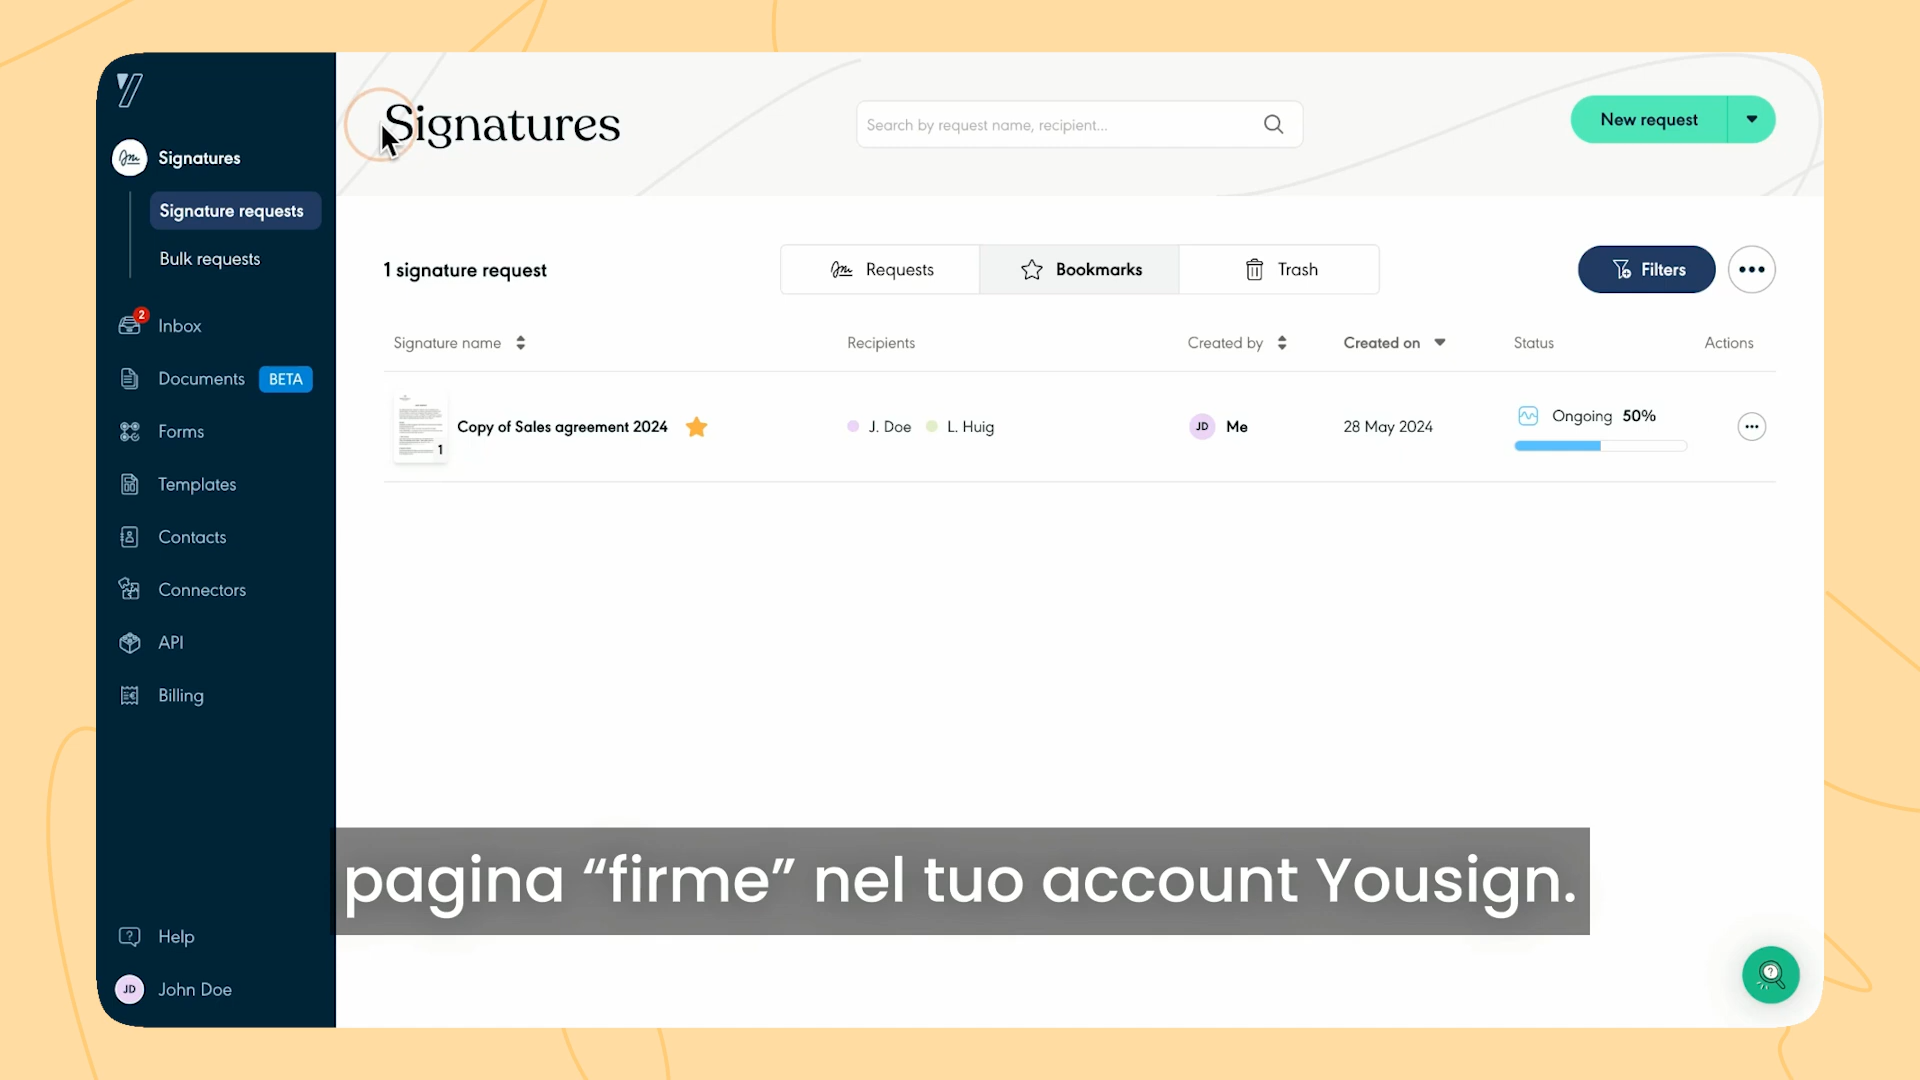 Signatures
Signature requests
Bulk requests
2
Inbox
Documents BETA
Forms
Templates
Contacts
Connectors
API
Billing
Help
JD John Doe
Signatures
Search by request name, recipient...
New request
1 signature request
Requests
Bookmarks
Trash
Filters
Signature name
Recipients
Created by
Created on
Status
Actions
1
Copy of Sales agreement 2024
J. Doe
L. Huig
JD Me
28 May 2024
Ongoing 50%
pagina “firme” nel tuo account Yousign.